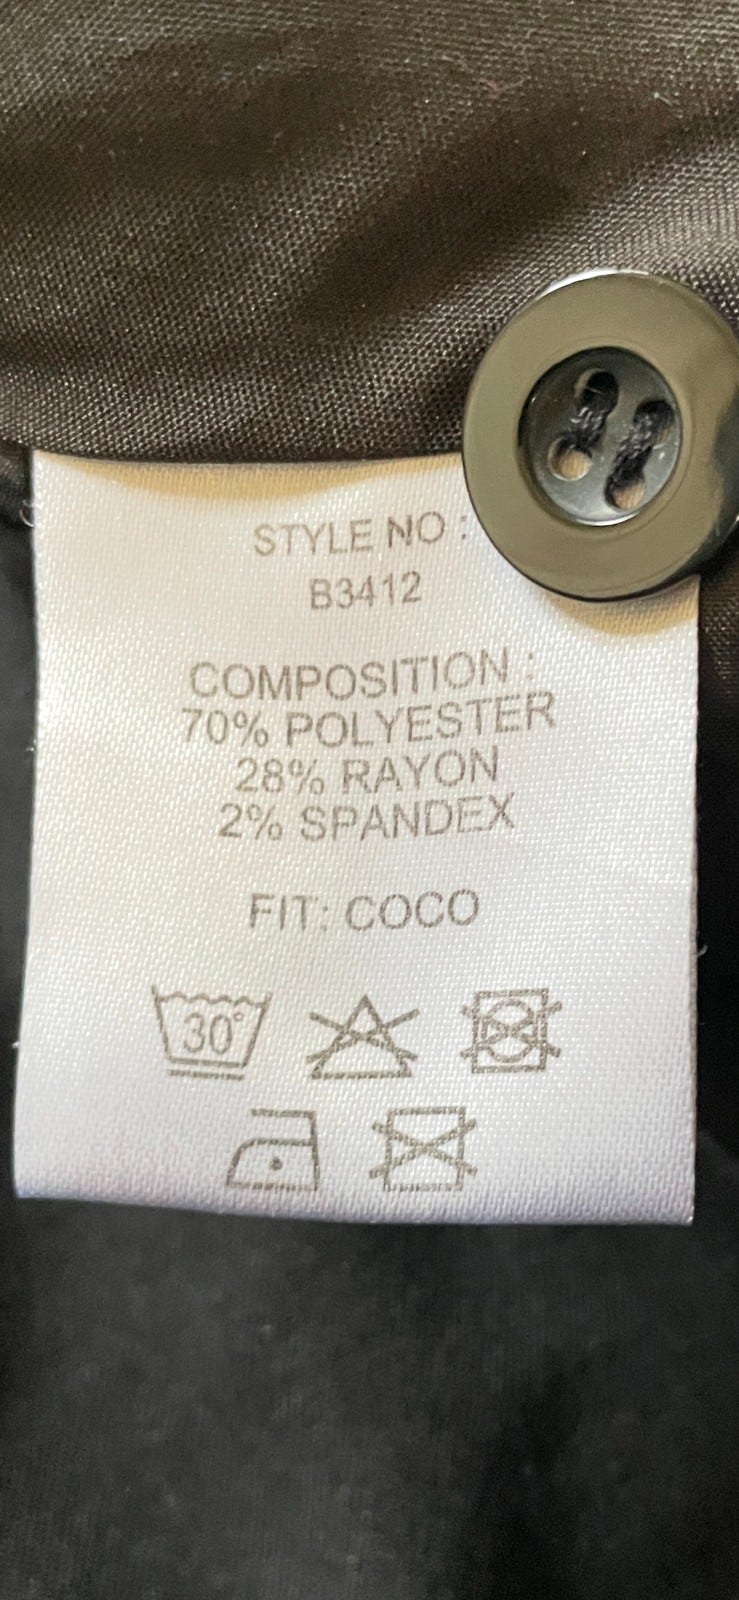 STYLE NO :
B3412
COMPOSITION :
70% POLYESTER
28% RAYON
2% SPANDEX
FIT: COCO
30°